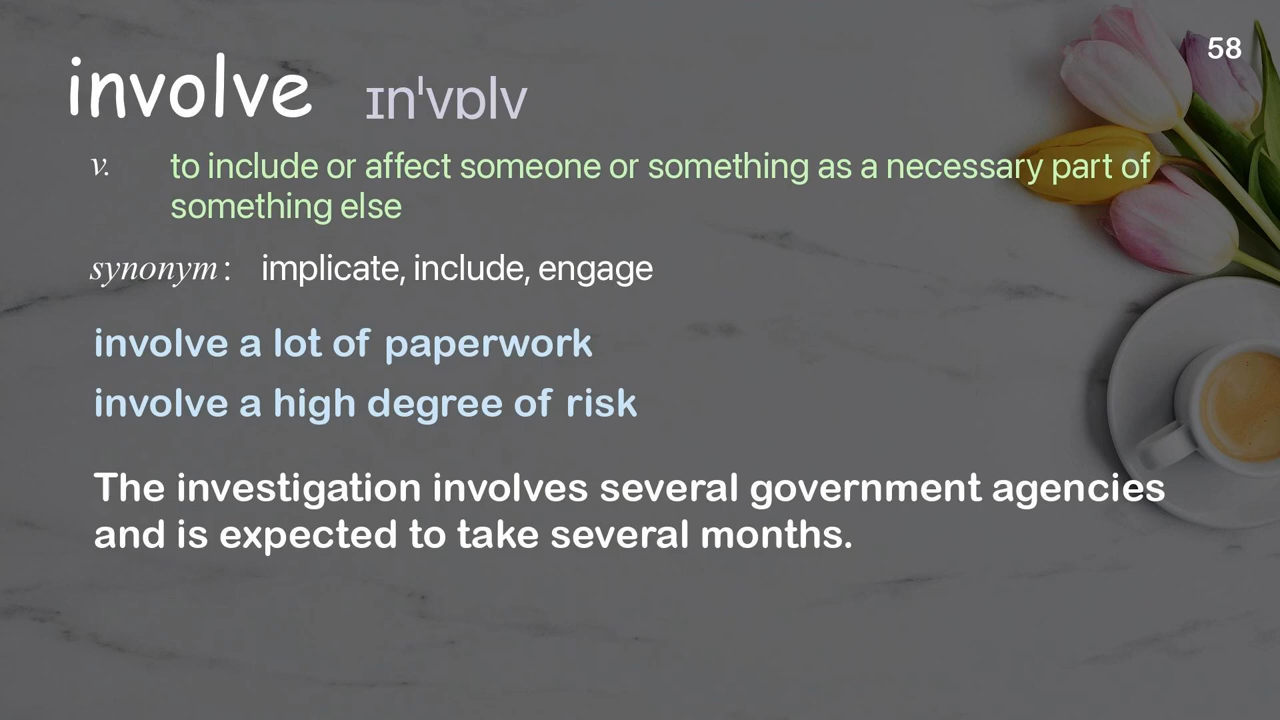 58
involve ɪnˈvɒlv
v. to include or affect someone or something as a necessary part of
something else
synonym: implicate, include, engage
involve a lot of paperwork
involve a high degree of risk
The investigation involves several government agencies
and is expected to take several months.